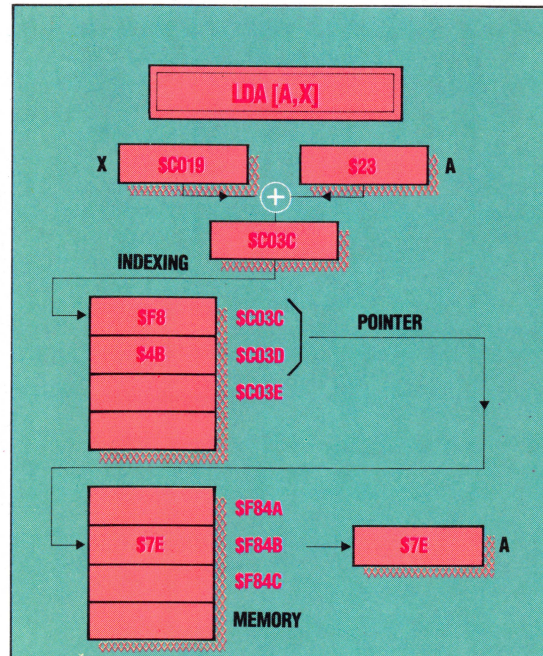 LDA [A,X]
X $C019 $23 A
+
$C03C
INDEXING
$F8 $C03C
POINTER
$4B $C03D
$C03E
$F84A
$7E $F84B $7E A
$F84C
MEMORY